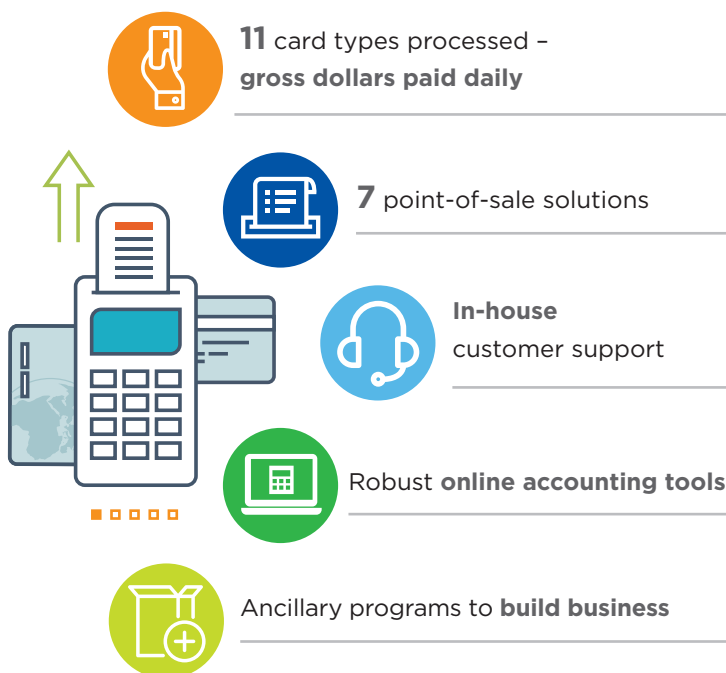 11 card types processed –
gross dollars paid daily
7 point-of-sale solutions
In-house
customer support
Robust online accounting tools
Ancillary programs to build business